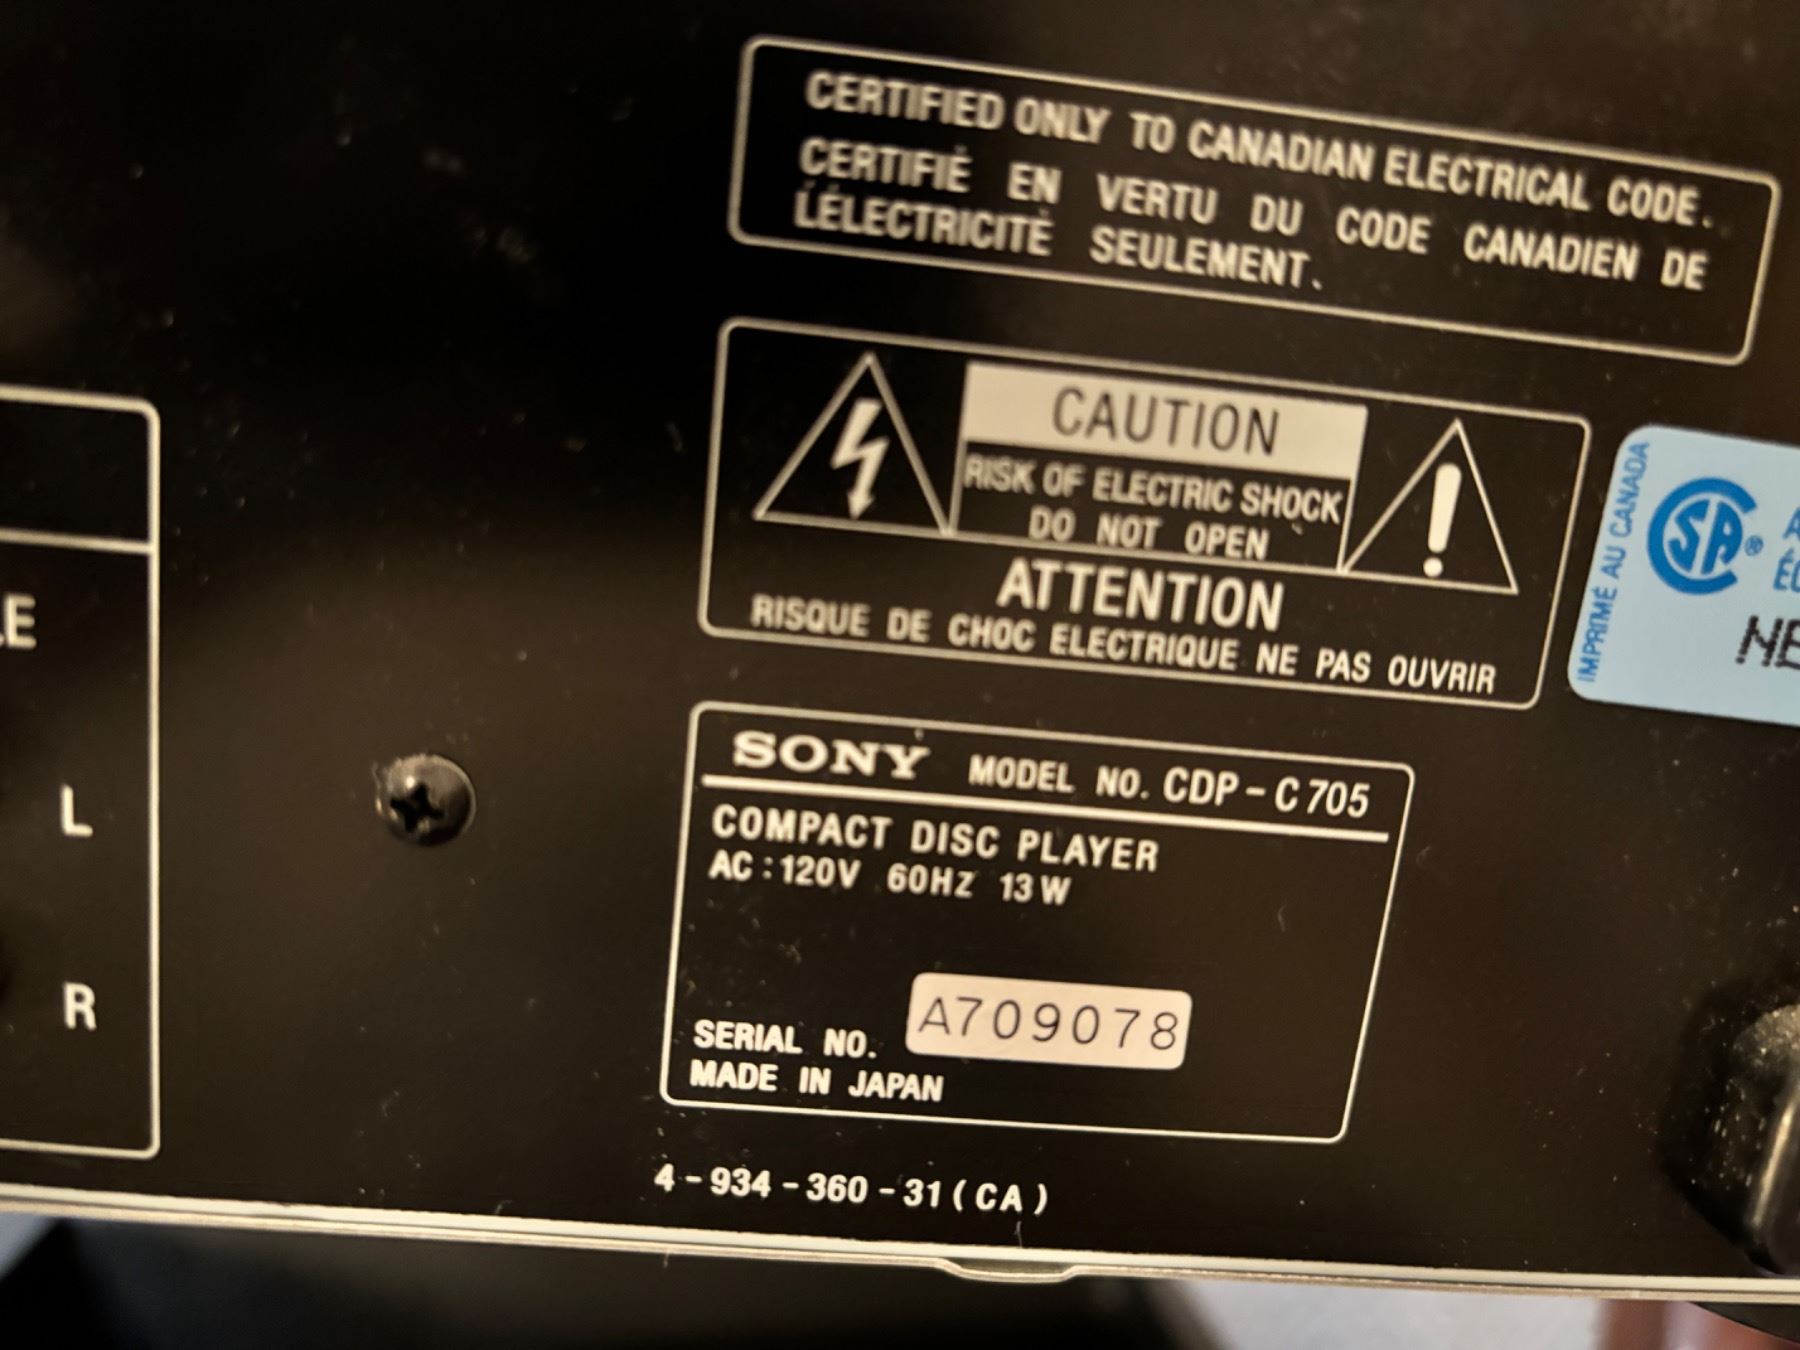 CERTIFIED ONLY TO CANADIAN ELECTRICAL CODE.
CERTIFIÉ EN VERTU DU CODE CANADIEN DE
L'ÉLECTRICITÉ SEULEMENT.
CAUTION
RISK OF ELECTRIC SHOCK
DO NOT OPEN
ATTENTION
RISQUE DE CHOC ELECTRIQUE NE PAS OUVRIR
IMPRIMÉ AU CANADA
SA®
L
R
SONY MODEL NO. CDP-C705
COMPACT DISC PLAYER
AC:120V 60HZ 13W
SERIAL NO. A709078
MADE IN JAPAN
4-934-360-31(CA)